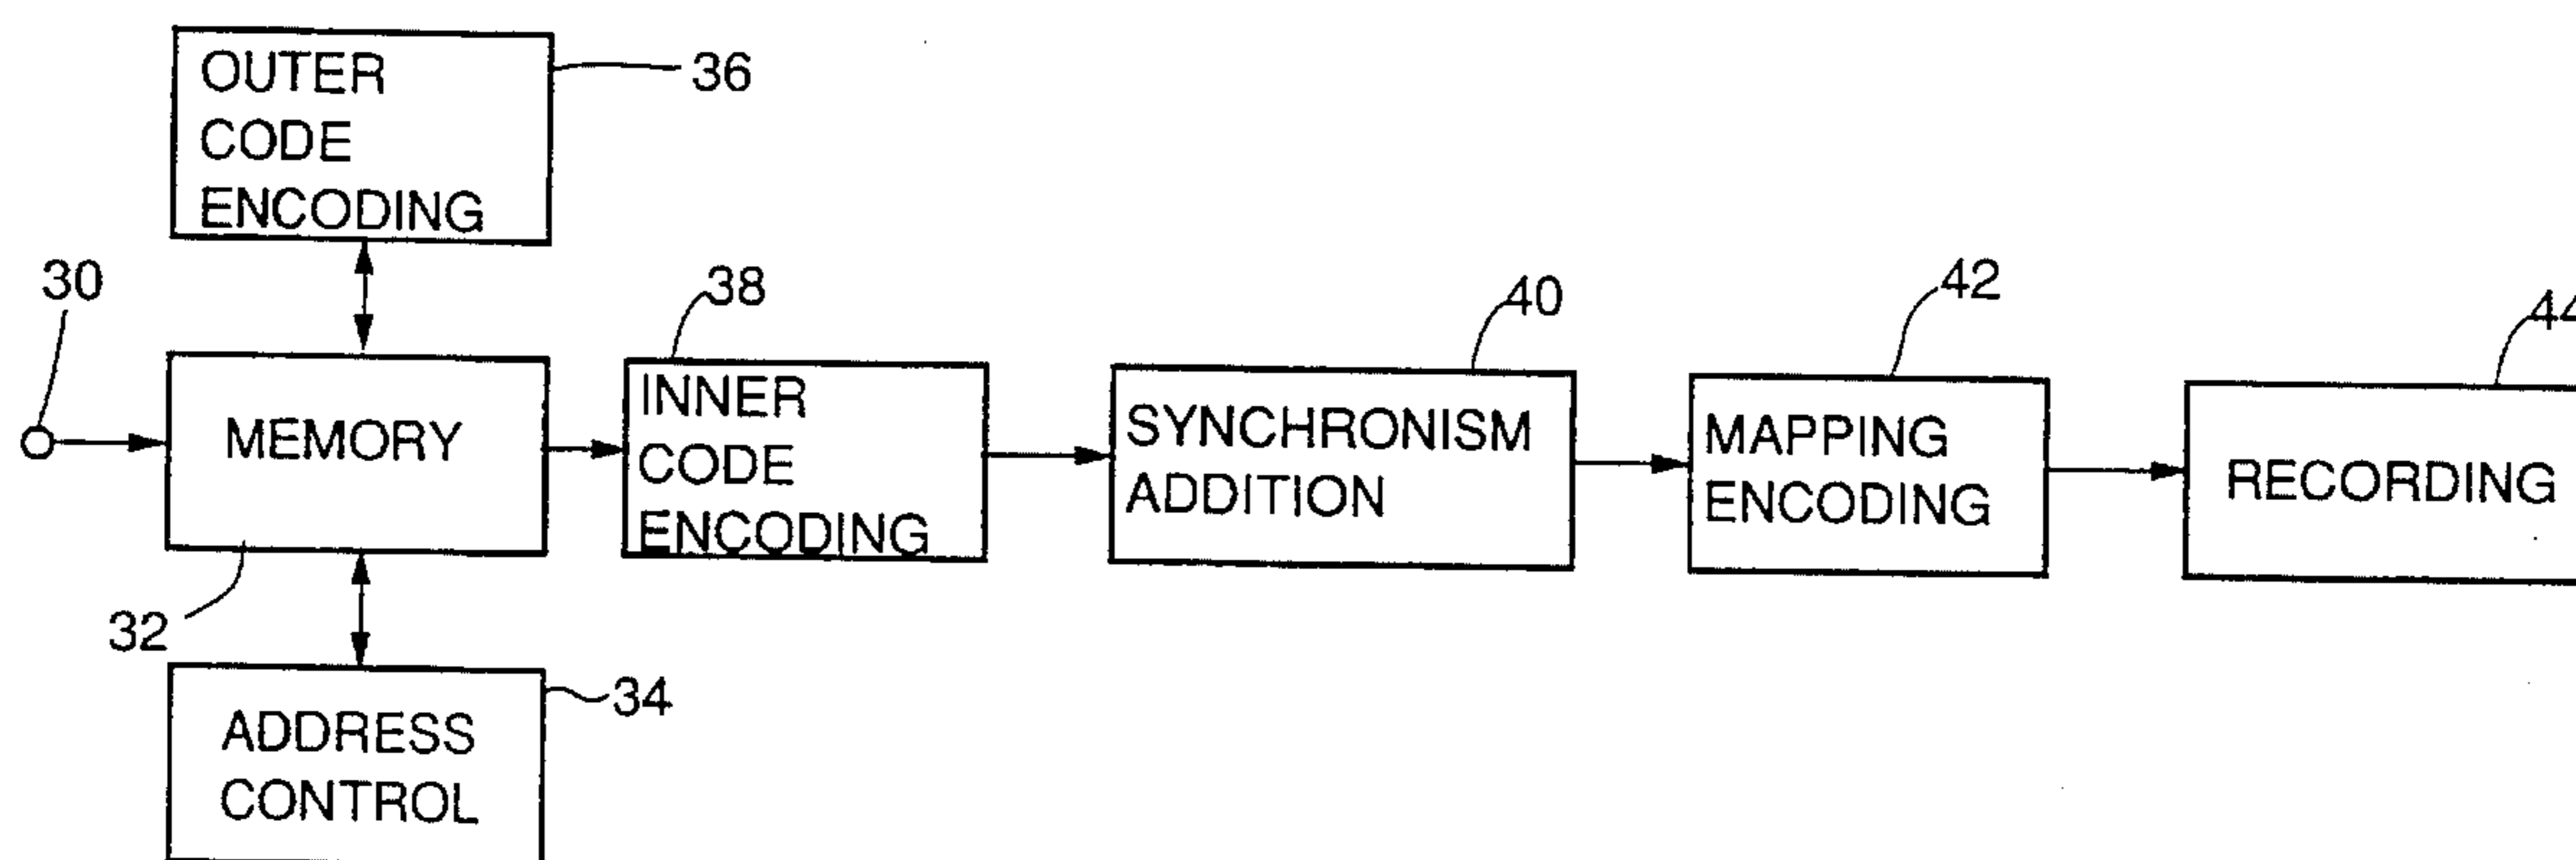 OUTER
CODE
ENCODING
36
30
38
40
42
44
MEMORY
INNER
CODE
ENCODING
SYNCHRONISM
ADDITION
MAPPING
ENCODING
RECORDING
32
34
ADDRESS
CONTROL